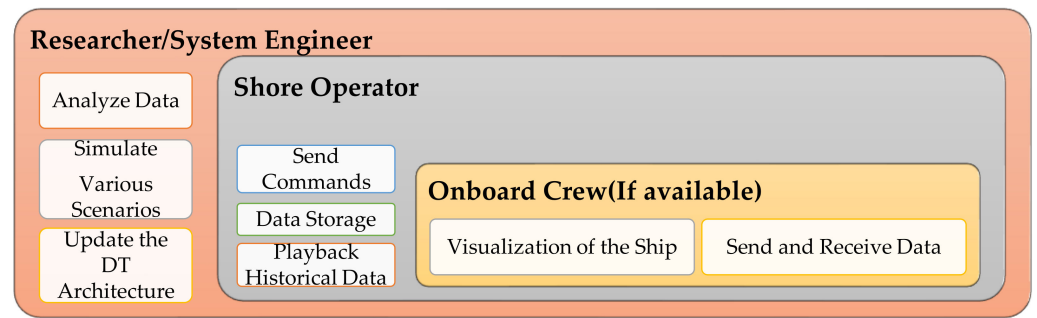 Researcher/System Engineer
Analyze Data
Simulate
Various
Scenarios
Update the
DT
Architecture
Shore Operator
Send
Commands
Data Storage
Playback
Historical Data
Onboard Crew(If available)
Visualization of the Ship
Send and Receive Data